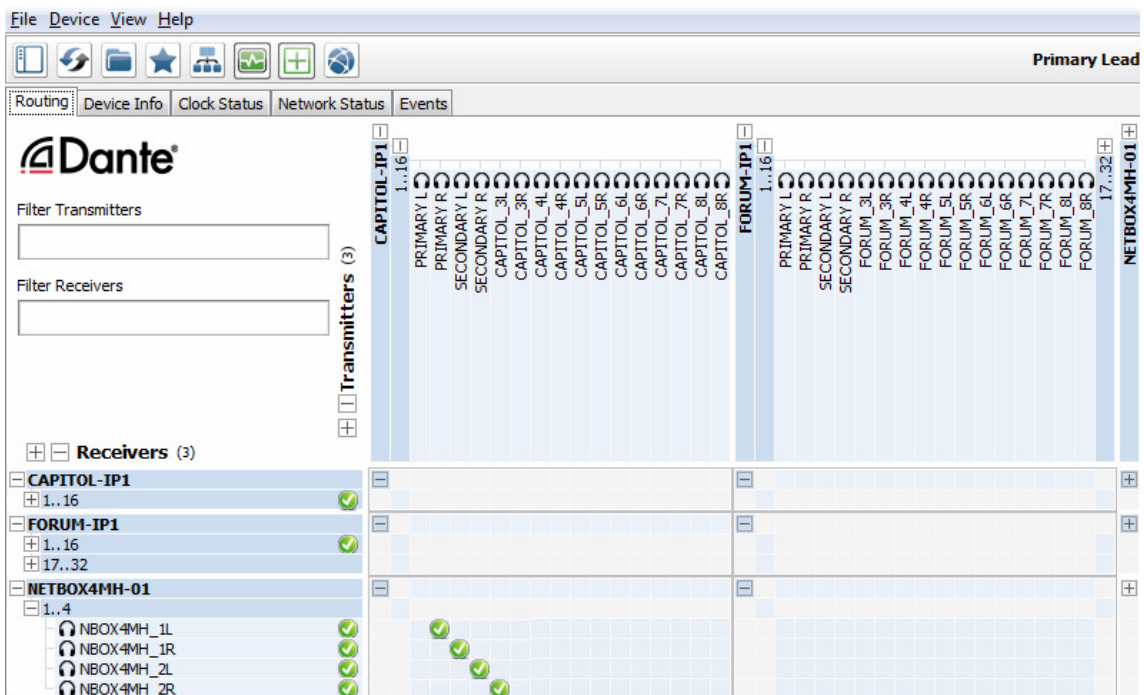 File Device View Help
Primary Lead
Routing Device Info Clock Status Network Status Events
Dante®
Filter Transmitters
Filter Receivers
Transmitters (3)
Receivers (3)
CAPITOL-IP1
1..16
PRIMARY L
PRIMARY R
SECONDARY L
SECONDARY R
CAPITOL_3L
CAPITOL_3R
CAPITOL_4L
CAPITOL_4R
CAPITOL_5L
CAPITOL_5R
CAPITOL_6L
CAPITOL_6R
CAPITOL_7L
CAPITOL_7R
CAPITOL_8L
CAPITOL_8R
FORUM-IP1
1..16
PRIMARY L
PRIMARY R
SECONDARY L
SECONDARY R
FORUM_3L
FORUM_3R
FORUM_4L
FORUM_4R
FORUM_5L
FORUM_5R
FORUM_6L
FORUM_6R
FORUM_7L
FORUM_7R
FORUM_8L
FORUM_8R
17..32
NETBOX4MH-01
CAPITOL-IP1
1..16
FORUM-IP1
1..16
17..32
NETBOX4MH-01
1..4
NBOX4MH_1L
NBOX4MH_1R
NBOX4MH_2L
NBOX4MH_2R